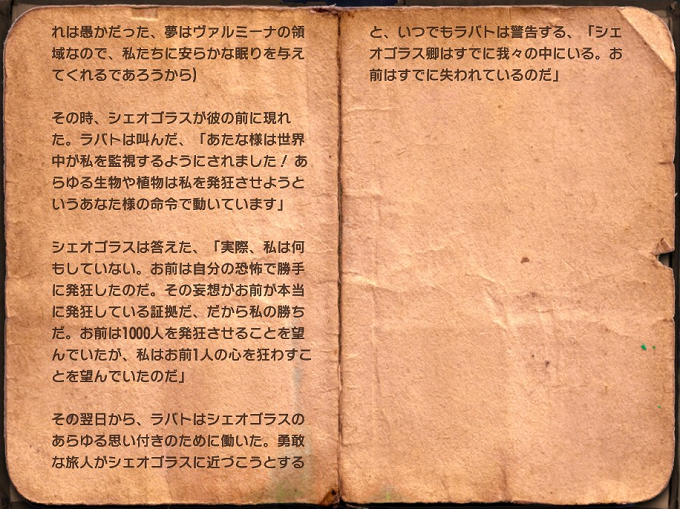 れは愚かだった、夢はヴァルミーナの領
域なので、私たちに安らかな眠りを与え
てくれるであろうから)
その時、シェオゴラスが彼の前に現れ
た。ラバトは叫んだ、「あたな様は世界
中が私を監視するようにされました！あ
らゆる生物や植物は私を発狂させようと
いうあなた様の命令で動いています」
シェオゴラスは答えた、「実際、私は何
もしていない。お前は自分の恐怖で勝手
に発狂したのだ。その妄想がお前が本当
に発狂している証拠だ、だから私の勝ち
だ。お前は1000人を発狂させることを望
んでいたが、私はお前1人の心を狂わすこ
とを望んでいたのだ」
その翌日から、ラバトはシェオゴラスの
あらゆる思い付きのために働いた。勇敢
な旅人がシェオゴラスに近づこうとする
と、いつでもラバトは警告する、「シェ
オゴラス卿はすでに我々の中にいる。お
前はすでに失われているのだ」